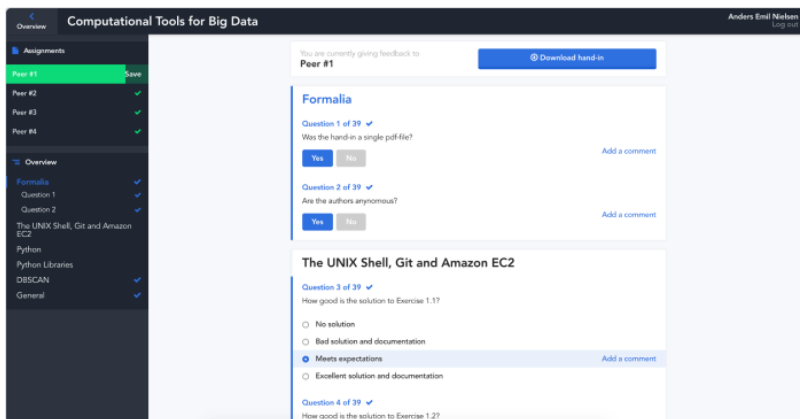 Overview
Computational Tools for Big Data
Anders Emil Nielsen
Log out
Assignments
Peer #1
Save
Peer #2
Peer #3
Peer #4
Overview
Formalia
Question 1
Question 2
The UNIX Shell, Git and Amazon
EC2
Python
Python Libraries
DBSCAN
General
You are currently giving feedback to
Peer #1
Download hand-in
Formalia
Question 1 of 39
Was the hand-in a single pdf-file?
Yes
No
Add a comment
Question 2 of 39
Are the authors anynomous?
Yes
No
Add a comment
The UNIX Shell, Git and Amazon EC2
Question 3 of 39
How good is the solution to Exercise 1.1?
No solution
Bad solution and documentation
Meets expectations
Add a comment
Excellent solution and documentation
Question 4 of 39
How good is the solution to Exercise 1.2?